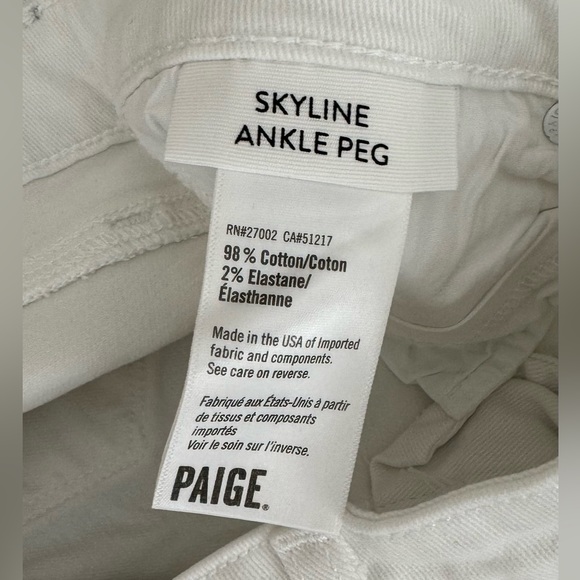 SKYLINE
ANKLE PEG
RN#27002 CA#51217
98% Cotton/Coton
2% Elastane/
Élasthanne
Made in the USA of Imported
fabric and components.
See care on reverse.
Fabriqué aux États-Unis à partir
de tissus et composants
importés
Voir le soin sur l'inverse.
PAIGE®